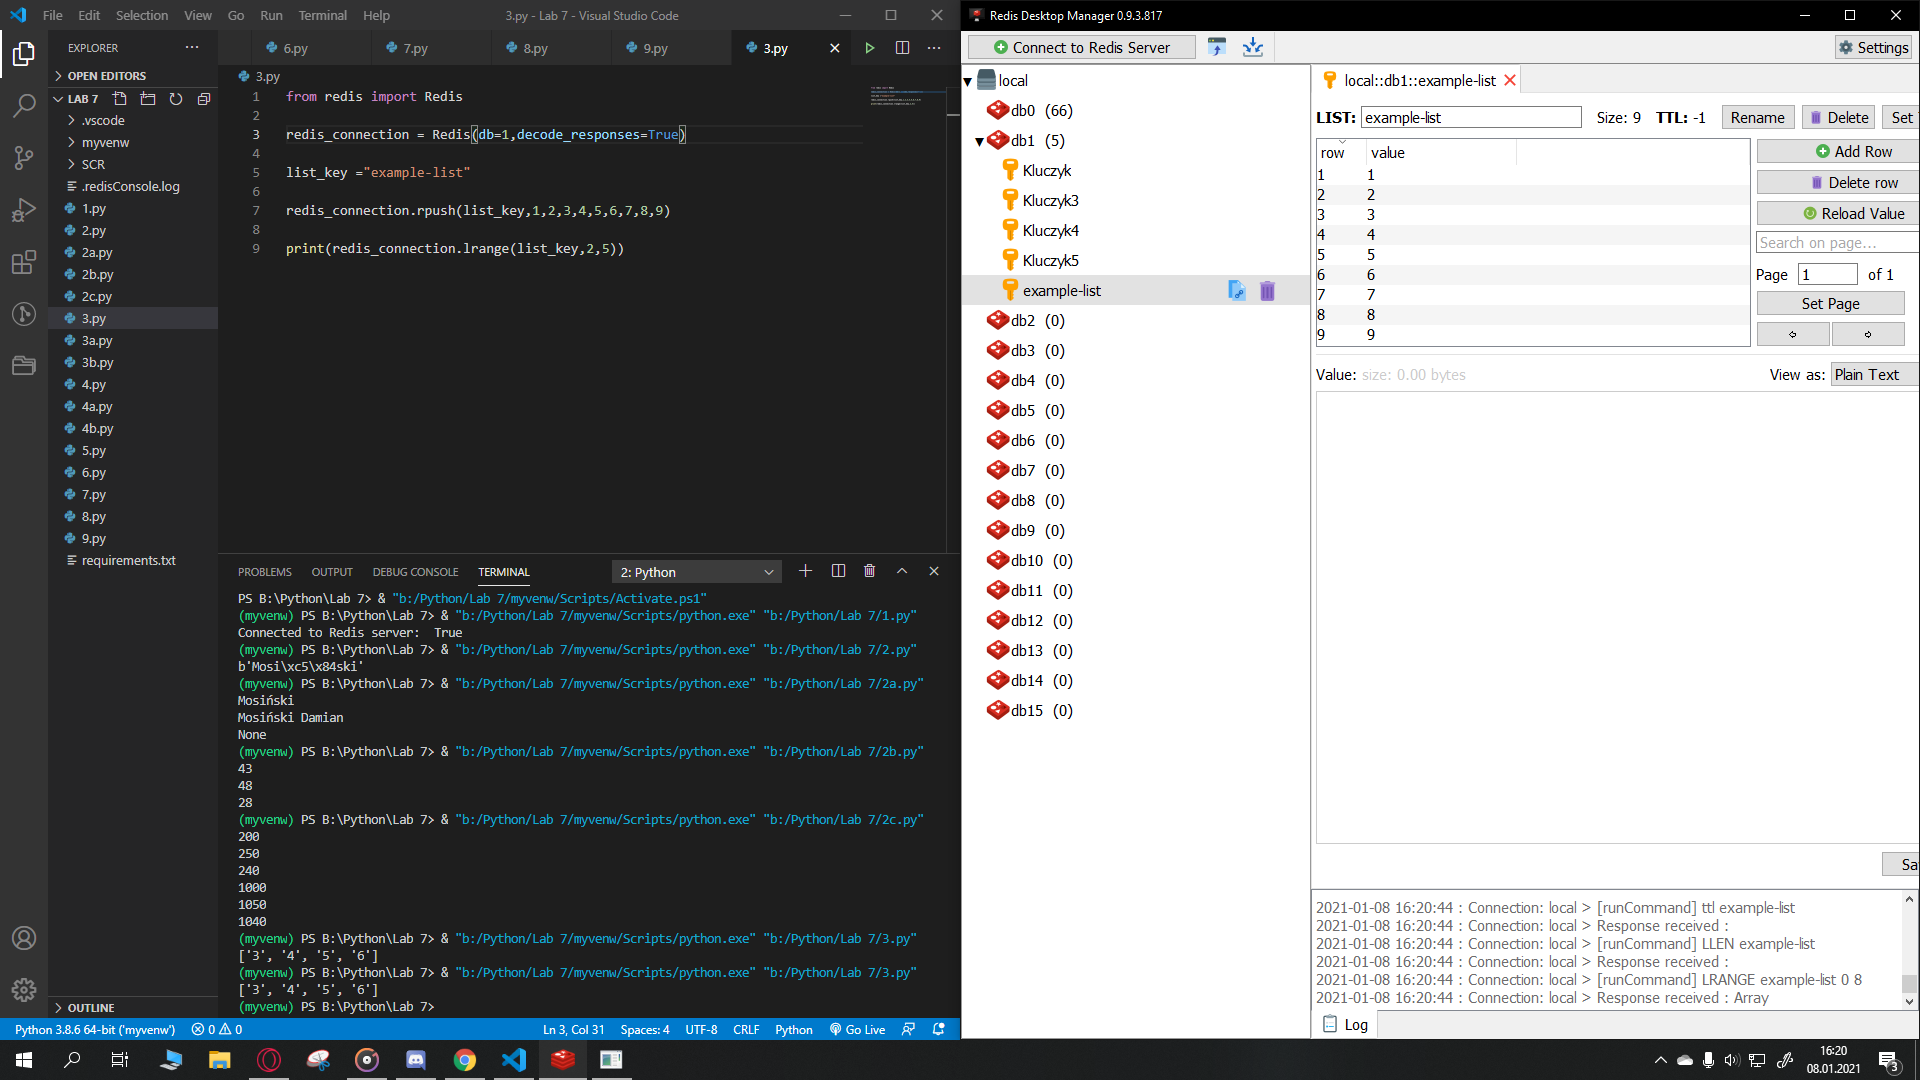 File Edit Selection View Go Run Terminal Help 3.py - Lab 7 - Visual Studio Code
EXPLORER
OPEN EDITORS
LAB 7
.vscode
myvenw
SCR
.redisConsole.log
1.py
2.py
2a.py
2b.py
2c.py
3.py
3a.py
3b.py
4.py
4a.py
4b.py
5.py
6.py
7.py
8.py
9.py
requirements.txt
OUTLINE
6.py 7.py 8.py 9.py 3.py
3.py
1 from redis import Redis
2
3 redis_connection = Redis(db=1,decode_responses=True)
4
5 list_key ="example-list"
6
7 redis_connection.rpush(list_key,1,2,3,4,5,6,7,8,9)
8
9 print(redis_connection.lrange(list_key,2,5))
PROBLEMS OUTPUT DEBUG CONSOLE TERMINAL 2: Python
PS B:\Python\Lab 7> & "b:/Python/Lab 7/myvenw/Scripts/Activate.ps1"
(myvenw) PS B:\Python\Lab 7> & "b:/Python/Lab 7/myvenw/Scripts/python.exe" "b:/Python/Lab 7/1.py"
Connected to Redis server:  True
(myvenw) PS B:\Python\Lab 7> & "b:/Python/Lab 7/myvenw/Scripts/python.exe" "b:/Python/Lab 7/2.py"
b'Mosi\xc5\x84ski'
(myvenw) PS B:\Python\Lab 7> & "b:/Python/Lab 7/myvenw/Scripts/python.exe" "b:/Python/Lab 7/2a.py"
Mosiński
Mosiński Damian
None
(myvenw) PS B:\Python\Lab 7> & "b:/Python/Lab 7/myvenw/Scripts/python.exe" "b:/Python/Lab 7/2b.py"
43
48
28
(myvenw) PS B:\Python\Lab 7> & "b:/Python/Lab 7/myvenw/Scripts/python.exe" "b:/Python/Lab 7/2c.py"
200
250
240
1000
1050
1040
(myvenw) PS B:\Python\Lab 7> & "b:/Python/Lab 7/myvenw/Scripts/python.exe" "b:/Python/Lab 7/3.py"
['3', '4', '5', '6']
(myvenw) PS B:\Python\Lab 7> & "b:/Python/Lab 7/myvenw/Scripts/python.exe" "b:/Python/Lab 7/3.py"
['3', '4', '5', '6']
(myvenw) PS B:\Python\Lab 7>
Python 3.8.6 64-bit ('myvenw') 0 0 Ln 3, Col 31 Spaces: 4 UTF-8 CRLF Python Go Live
Redis Desktop Manager 0.9.3.817
Connect to Redis Server Settings
local
db0 (66)
db1 (5)
Kluczyk
Kluczyk3
Kluczyk4
Kluczyk5
example-list
db2 (0)
db3 (0)
db4 (0)
db5 (0)
db6 (0)
db7 (0)
db8 (0)
db9 (0)
db10 (0)
db11 (0)
db12 (0)
db13 (0)
db14 (0)
db15 (0)
local::db1::example-list
LIST: example-list Size: 9 TTL: -1 Rename Delete Set
row value
1 1
2 2
3 3
4 4
5 5
6 6
7 7
8 8
9 9
Add Row
Delete row
Reload Value
Search on page...
Page 1 of 1
Set Page
Value: size: 0.00 bytes View as: Plain Text
Sa
2021-01-08 16:20:44 : Connection: local > [runCommand] ttl example-list
2021-01-08 16:20:44 : Connection: local > Response received :
2021-01-08 16:20:44 : Connection: local > [runCommand] LLEN example-list
2021-01-08 16:20:44 : Connection: local > Response received :
2021-01-08 16:20:44 : Connection: local > [runCommand] LRANGE example-list 0 8
2021-01-08 16:20:44 : Connection: local > Response received : Array
Log
16:20
08.01.2021
3